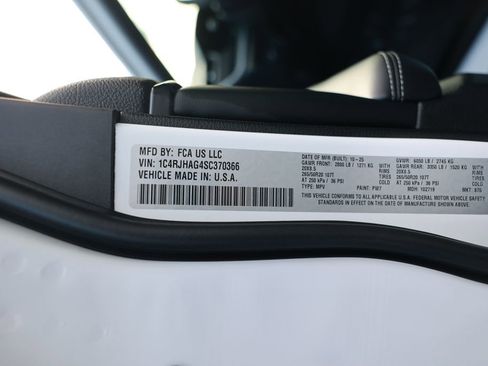 MFD BY: FCA US LLC
VIN: 1C4RJHAG4SC370366
VEHICLE MADE IN: U.S.A.
DATE OF MFR (BUILT): 10 - 25
GAWR FRONT: 2800 LB / 1271 KG WITH
20X8.5 RIMS
265/50R20 107T TIRES
AT 250 kPa / 36 PSI COLD
TYPE: MPV PAINT: PW7
GVWR: 6050 LB / 2745 KG
GAWR REAR: 3350 LB / 1520 KG WITH
20X8.5 RIMS
265/50R20 107T TIRES
AT 250 kPa / 36 PSI COLD
MDH: 102719 MKT:
THIS VEHICLE CONFORMS TO ALL APPLICABLE U.S.A. FEDERAL MOTOR VEHICLE SAFETY
STANDARDS IN EFFECT ON THE DATE OF MANUFACTURE SHOWN ABOVE.